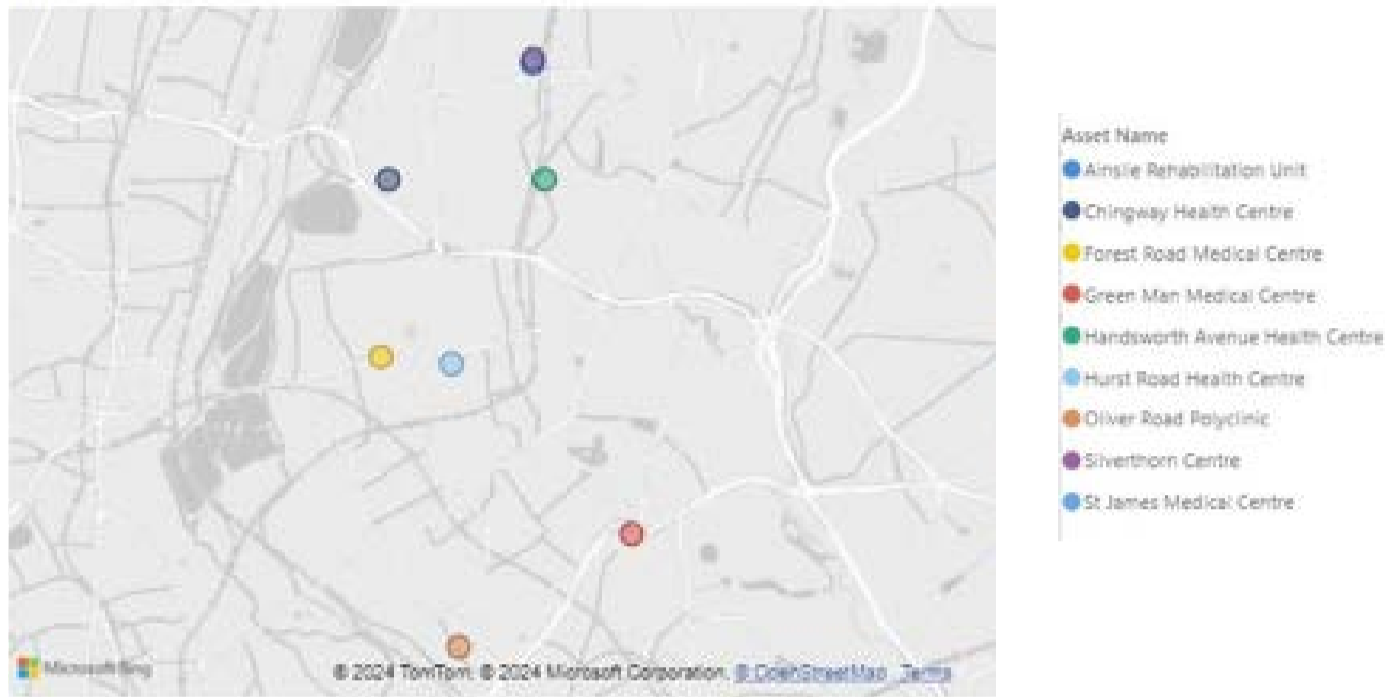 Asset Name
Ainslie Rehabilitation Unit
Chingway Health Centre
Forest Road Medical Centre
Green Man Medical Centre
Handsworth Avenue Health Centre
Hurst Road Health Centre
Oliver Road Polyclinic
Silverthorn Centre
St James Medical Centre
Microsoft Bing
© 2024 TomTom, © 2024 Microsoft Corporation, © OpenStreetMap Terms